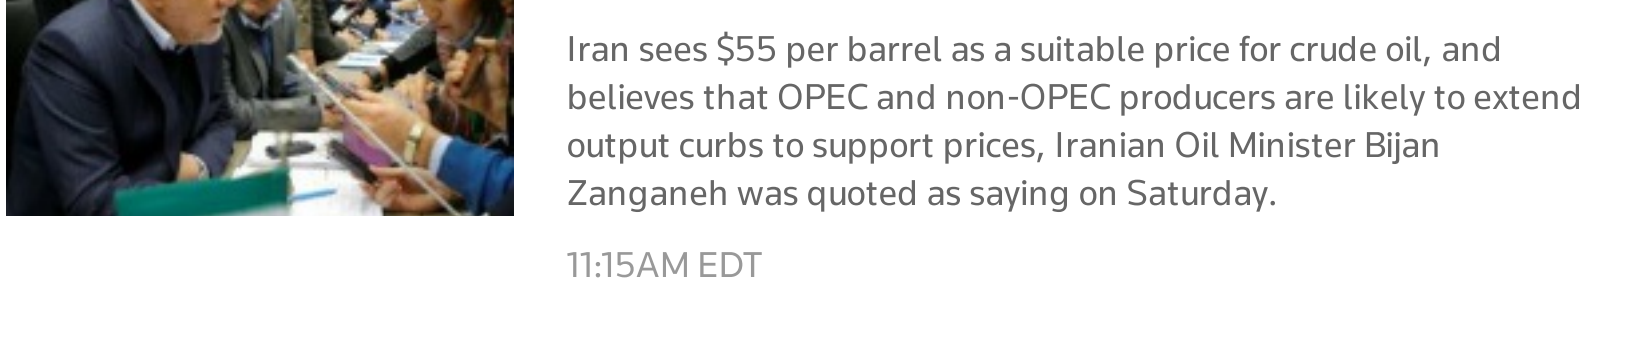 Iran sees $55 per barrel as a suitable price for crude oil, and
believes that OPEC and non-OPEC producers are likely to extend
output curbs to support prices, Iranian Oil Minister Bijan
Zanganeh was quoted as saying on Saturday.
11:15AM EDT